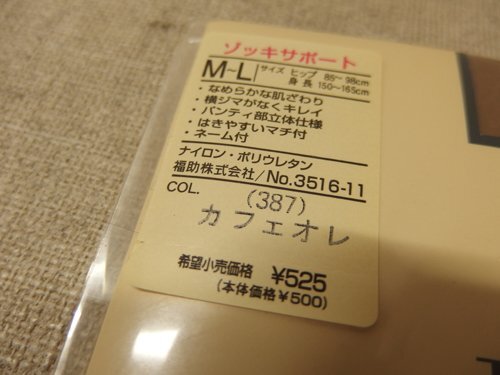 ゾッキサポート
M~L サイズ ヒップ 85~98cm
身長 150~165cm
・なめらかな肌ざわり
・横ジマがなくキレイ
・パンティ部立体仕様
・はきやすいマチ付
・ネーム付
ナイロン・ポリウレタン
福助株式会社/No.3516-11
COL. (387)
カフェオレ
希望小売価格 ¥525
(本体価格¥500)